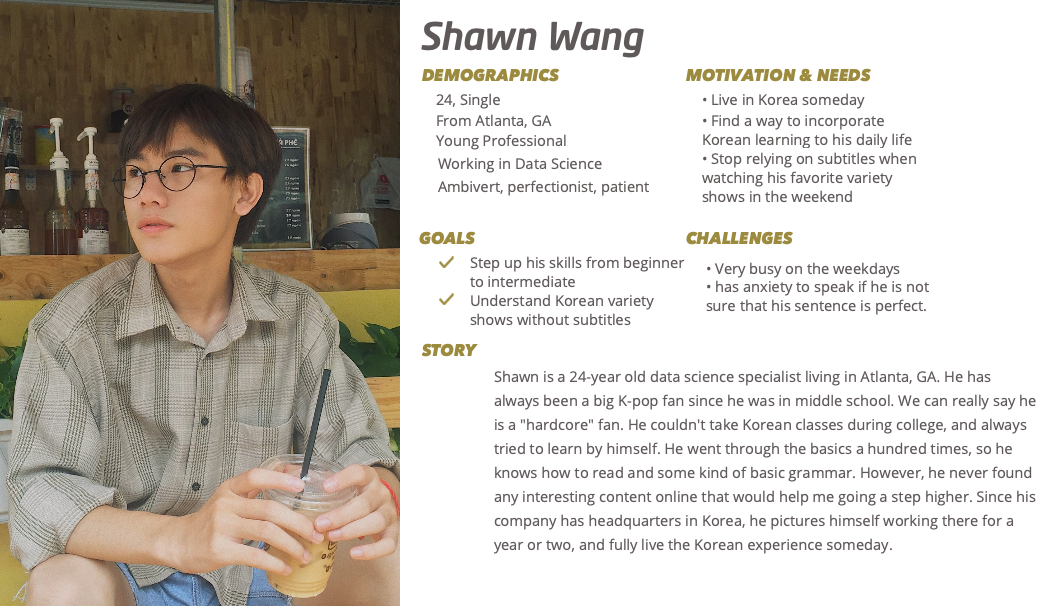 Shawn Wang
DEMOGRAPHICS
24, Single
From Atlanta, GA
Young Professional
Working in Data Science
Ambivert, perfectionist, patient
MOTIVATION & NEEDS
• Live in Korea someday
• Find a way to incorporate
Korean learning to his daily life
• Stop relying on subtitles when
watching his favorite variety
shows in the weekend
GOALS
Step up his skills from beginner
to intermediate
Understand Korean variety
shows without subtitles
CHALLENGES
• Very busy on the weekdays
• has anxiety to speak if he is not
sure that his sentence is perfect.
STORY
Shawn is a 24-year old data science specialist living in Atlanta, GA. He has
always been a big K-pop fan since he was in middle school. We can really say he
is a "hardcore" fan. He couldn't take Korean classes during college, and always
tried to learn by himself. He went through the basics a hundred times, so he
knows how to read and some kind of basic grammar. However, he never found
any interesting content online that would help me going a step higher. Since his
company has headquarters in Korea, he pictures himself working there for a
year or two, and fully live the Korean experience someday.